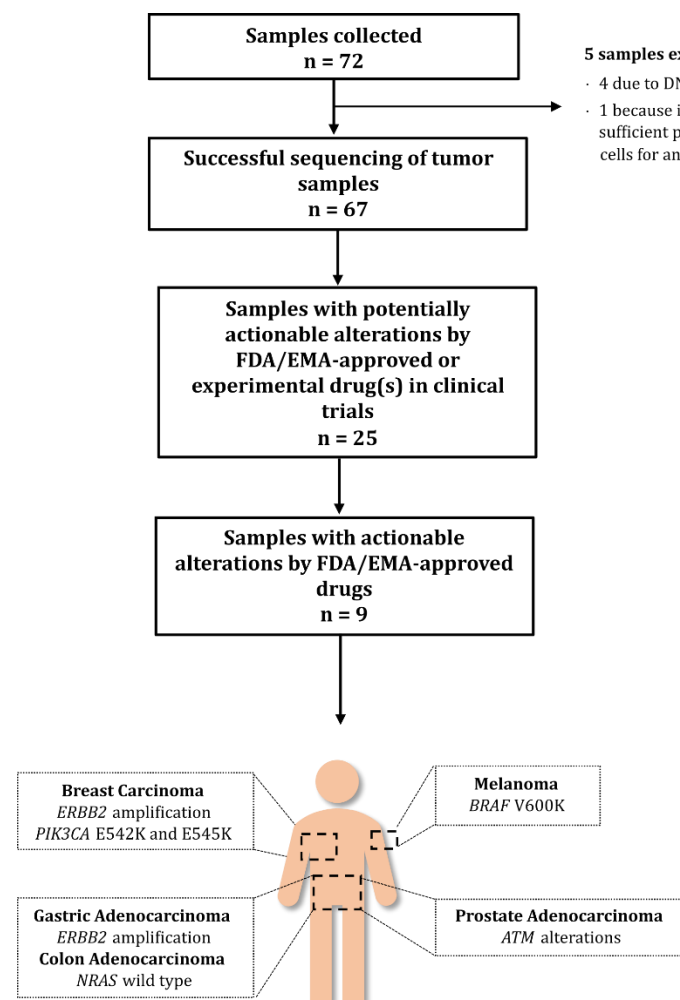 Samples collected
n = 72
5 samples
· 4 due to
· 1 because
sufficient
cells for
Successful sequencing of tumor
samples
n = 67
Samples with potentially
actionable alterations by
FDA/EMA-approved or
experimental drug(s) in clinical
trials
n = 25
Samples with actionable
alterations by FDA/EMA-approved
drugs
n = 9
Breast Carcinoma
ERBB2 amplification
PIK3CA E542K and E545K
Melanoma
BRAF V600K
Gastric Adenocarcinoma
ERBB2 amplification
Colon Adenocarcinoma
NRAS wild type
Prostate Adenocarcinoma
ATM alterations